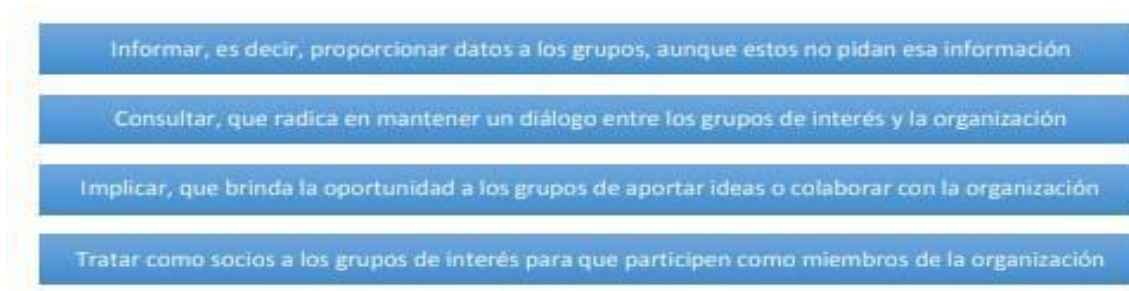 Informar, es decir, proporcionar datos a los grupos, aunque estos no pidan esa información
Consultar, que radica en mantener un diálogo entre los grupos de interés y la organización
Implicar, que brinda la oportunidad a los grupos de aportar ideas o colaborar con la organización
Tratar como socios a los grupos de interés para que participen como miembros de la organización